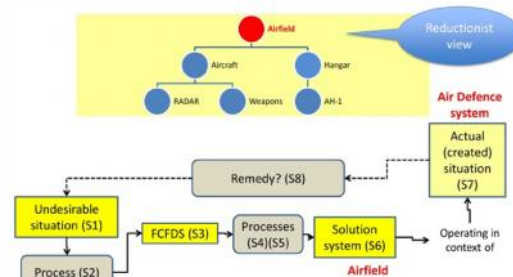 Airfield
Reductionist
view
Aircraft
Hangar
RADAR
Weapons
AH-1
Air Defence
system
Actual
(created)
situation
(S7)
Remedy? (S8)
Undesirable
situation (S1)
FCFDS (S3)
Processes
(S4)(S5)
Solution
system (S6)
Operating in
context of
Process (S2)
Airfield